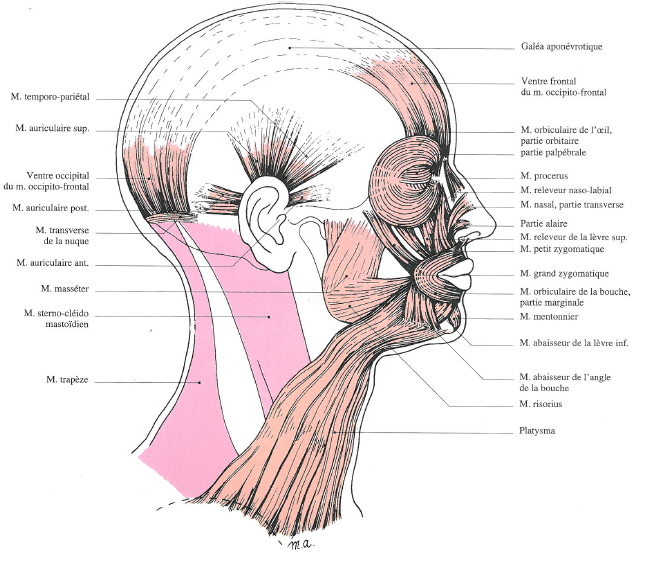 M. temporo-pariétal
M. auriculaire sup.
Ventre occipital
du m. occipito-frontal
M. auriculaire post.
M. transverse
de la nuque
M. auriculaire ant.
M. masséter
M. sterno-cléido
mastoïdien
M. trapèze
Galéa aponévrotique
Ventre frontal
du m. occipito-frontal
M. orbiculaire de l'œil,
partie orbitaire
partie palpébrale
M. procerus
M. releveur naso-labial
M. nasal, partie transverse
Partie alaire
M. releveur de la lèvre sup.
M. petit zygomatique
M. grand zygomatique
M. orbiculaire de la bouche,
partie marginale
M. mentonnier
M. abaisseur de la lèvre inf.
M. abaisseur de l'angle
de la bouche
M. risorius
Platysma
m.a.